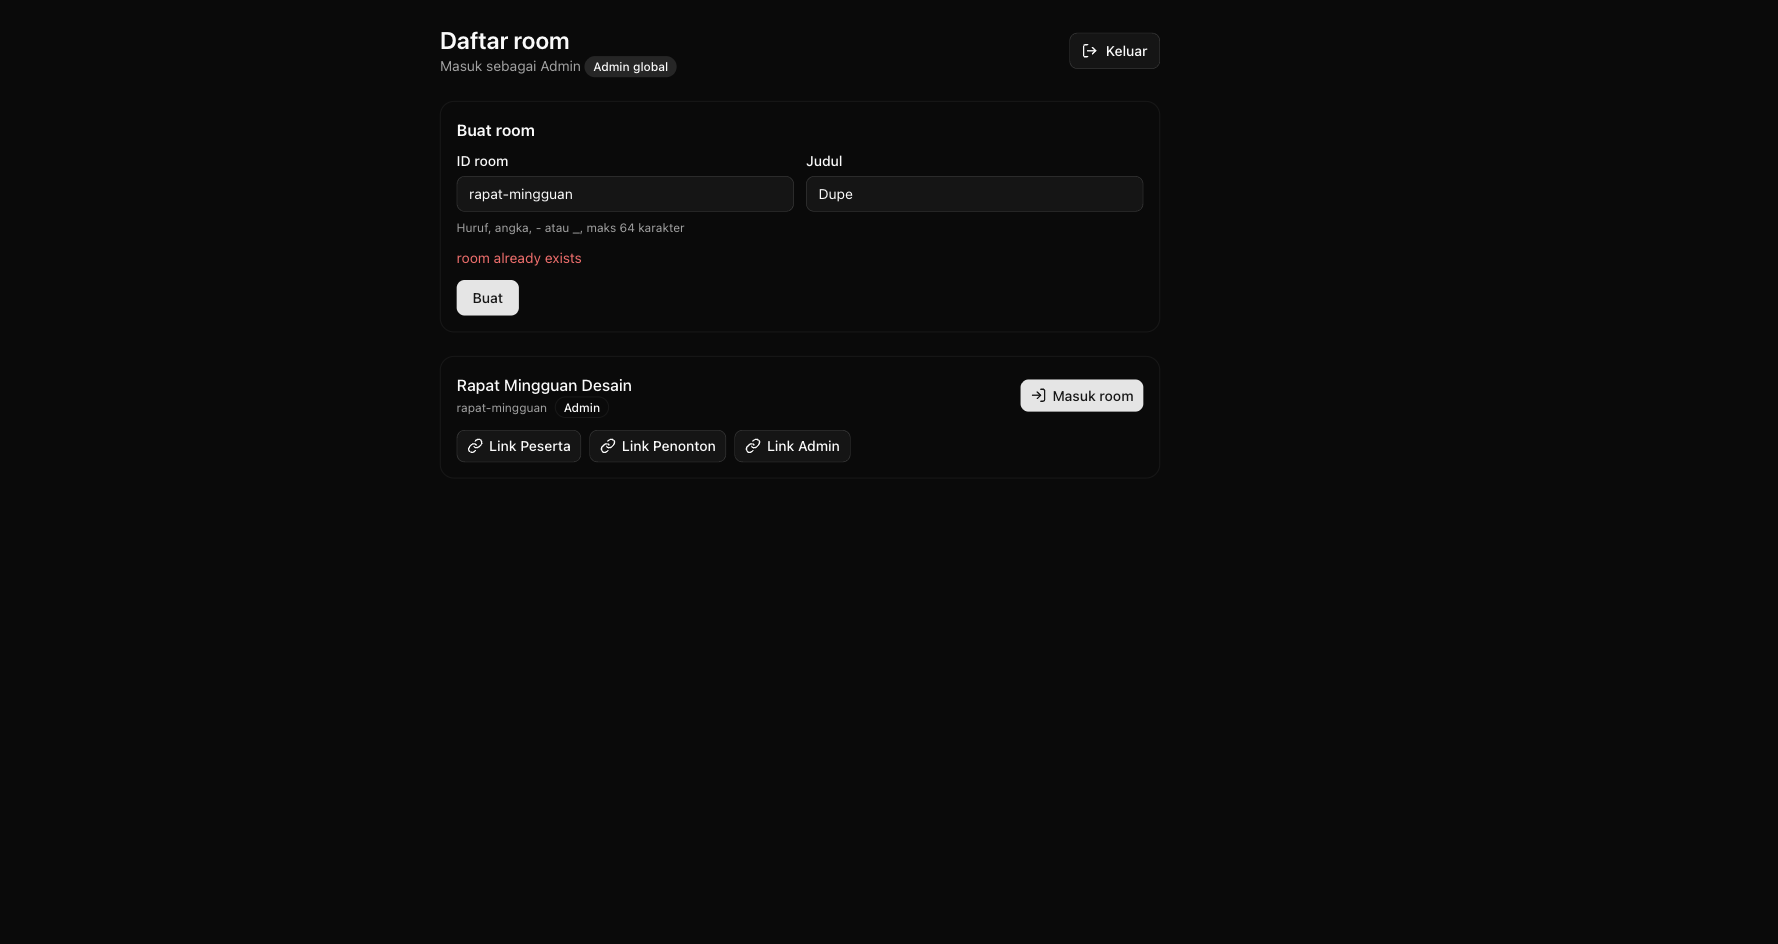 Daftar room
Masuk sebagai Admin Admin global
Keluar
Buat room
ID room
Judul
rapat-mingguan
Dupe
Huruf, angka, - atau _, maks 64 karakter
room already exists
Buat
Rapat Mingguan Desain
rapat-mingguan Admin
Masuk room
Link Peserta Link Penonton Link Admin